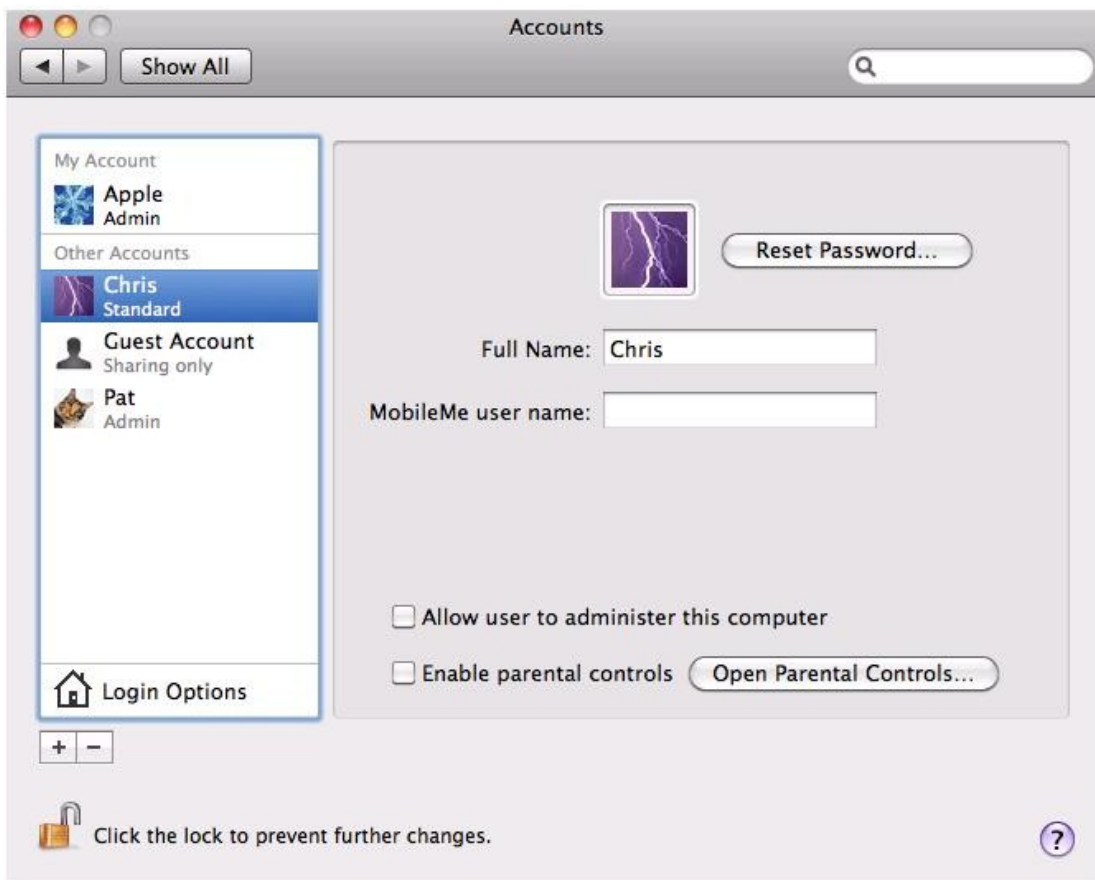 Accounts
Show All
My Account
Apple
Admin
Other Accounts
Chris
Standard
Guest Account
Sharing only
Pat
Admin
Login Options
+ −
Reset Password...
Full Name: Chris
MobileMe user name:
Allow user to administer this computer
Enable parental controls Open Parental Controls...
Click the lock to prevent further changes.
?